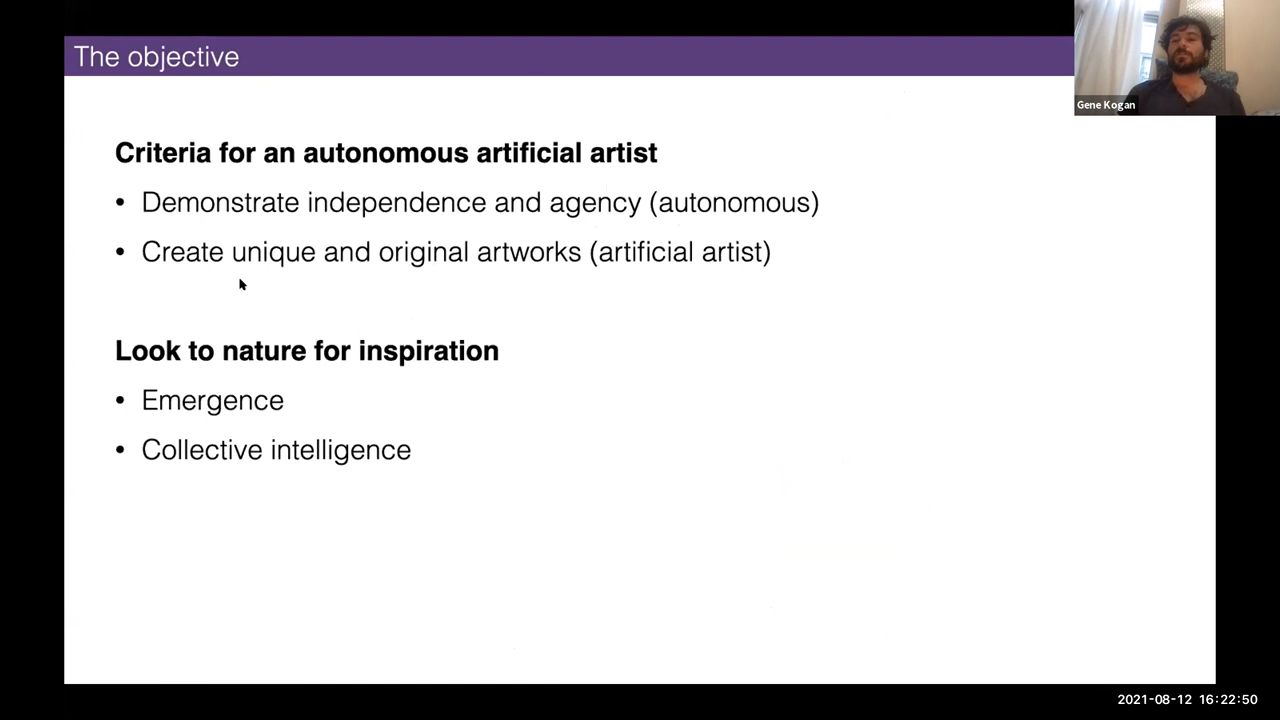 The objective
Gene Kogan
Criteria for an autonomous artificial artist
• Demonstrate independence and agency (autonomous)
• Create unique and original artworks (artificial artist)
Look to nature for inspiration
• Emergence
• Collective intelligence
2021-08-12 16:22:50